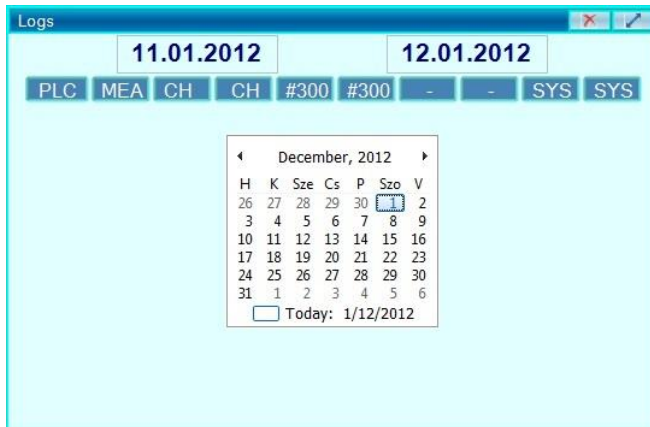 Logs
11.01.2012 12.01.2012
PLC MEA CH CH #300 #300 - - SYS SYS
December, 2012
H K Sze Cs P Szo V
26 27 28 29 30 1 2
3 4 5 6 7 8 9
10 11 12 13 14 15 16
17 18 19 20 21 22 23
24 25 26 27 28 29 30
31 1 2 3 4 5 6
Today: 1/12/2012